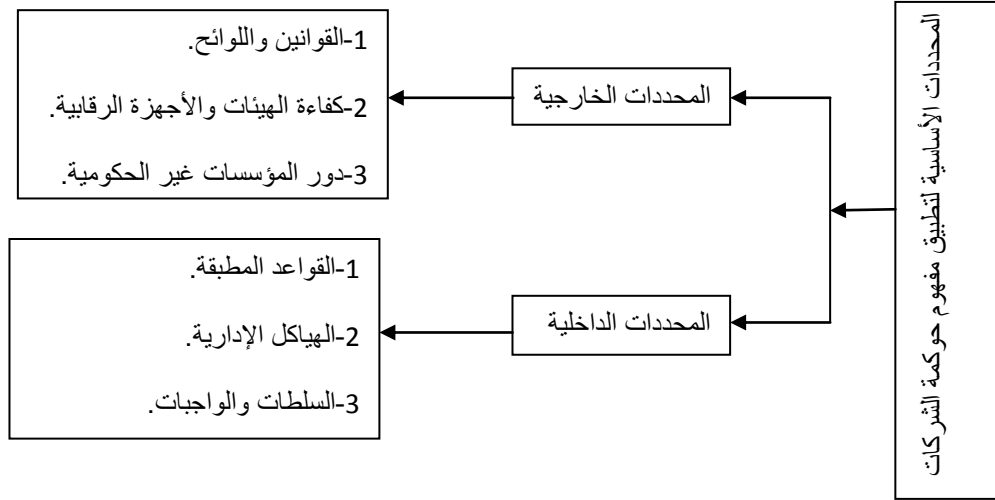 المحددات الأساسية لتطبيق مفهوم حوكمة الشركات
المحددات الخارجية
1-القوانين واللوائح.
2-كفاءة الهيئات والأجهزة الرقابية.
3-دور المؤسسات غير الحكومية.
المحددات الداخلية
1-القواعد المطبقة.
2-الهياكل الإدارية.
3-السلطات والواجبات.